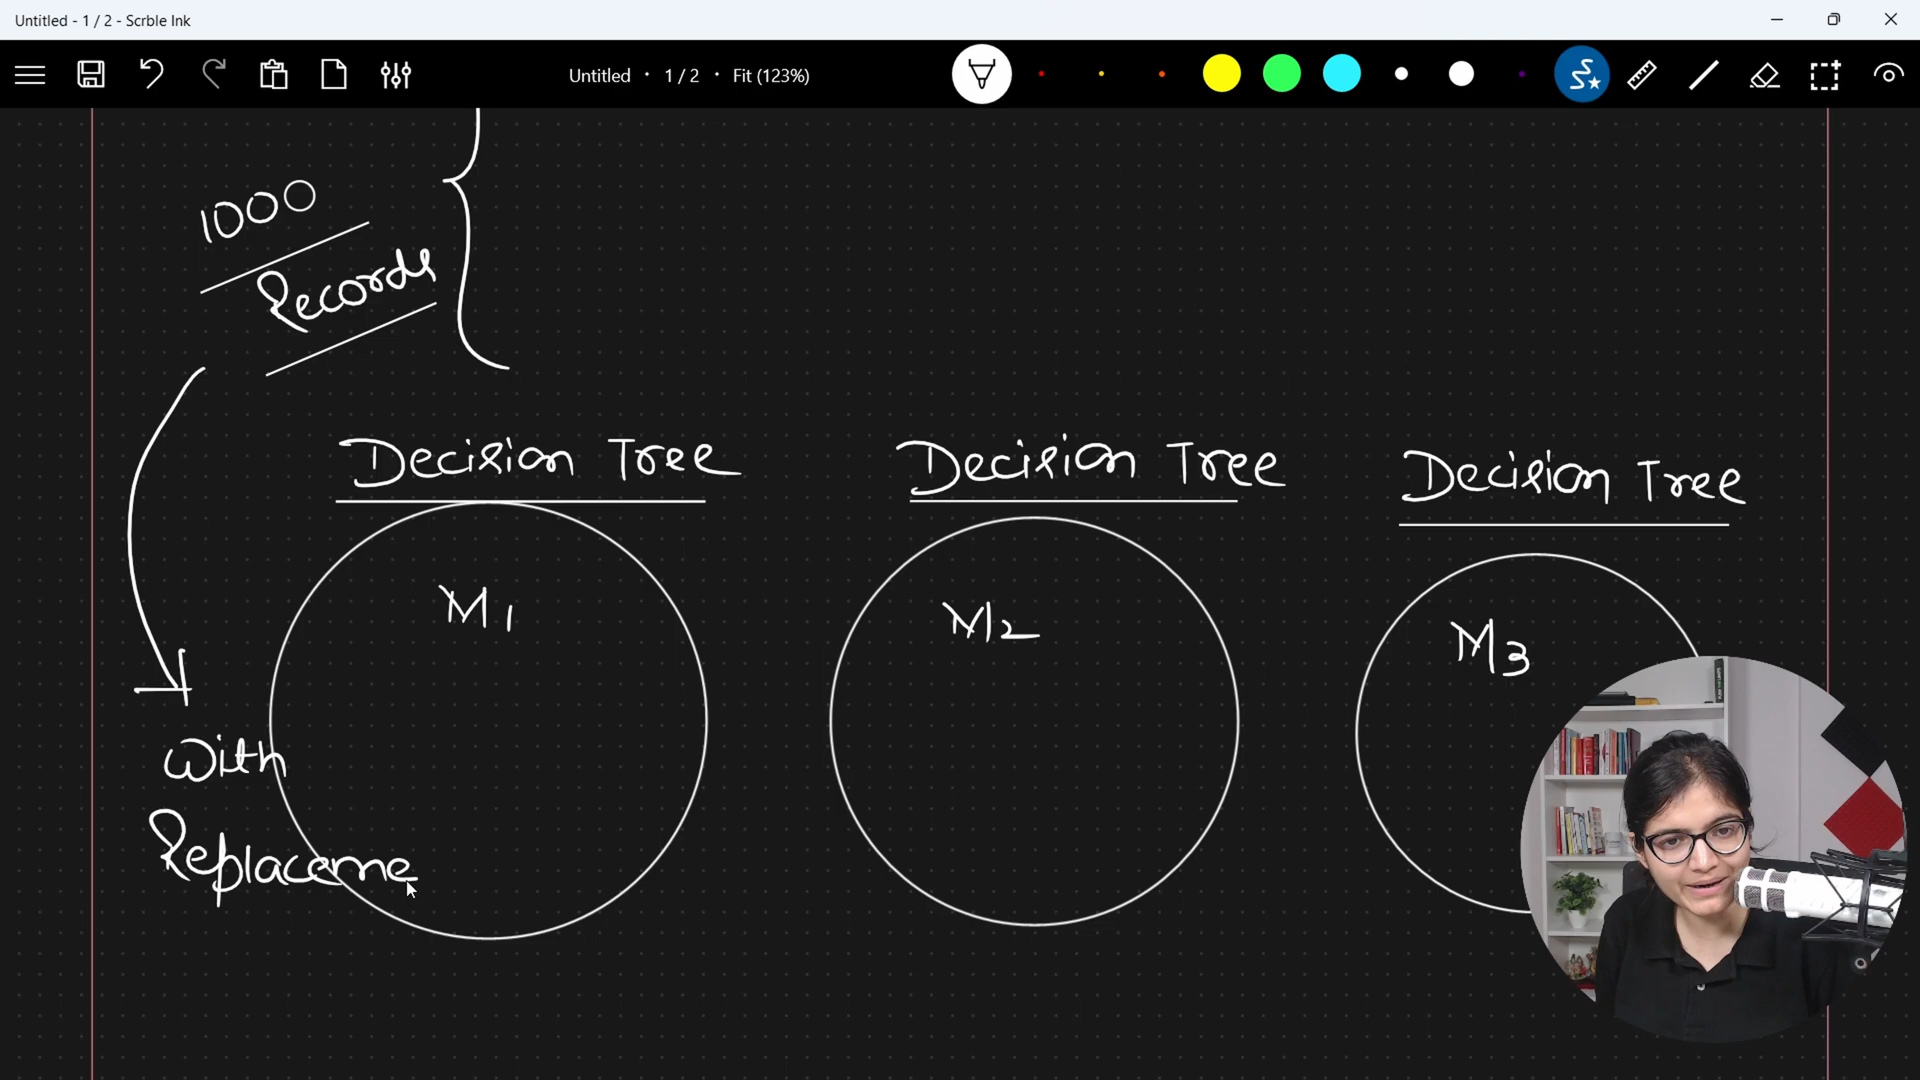 Untitled - 1 / 2 - Scrble Ink
Untitled • 1 / 2 • Fit (123%)
1000
Records
Decision Tree
Decision Tree
Decision Tree
M1
M2
M3
With
Replaceme